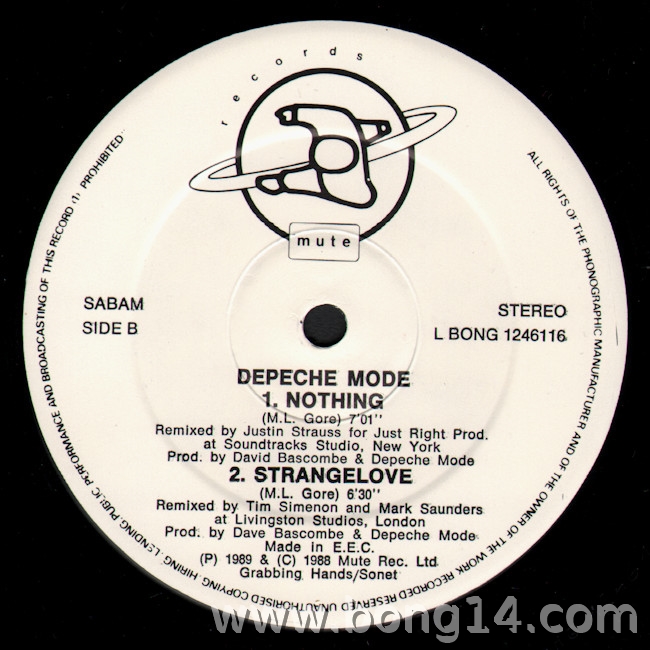 records
mute
SABAM
SIDE B
STEREO
L BONG 1246116
DEPECHE MODE
1. NOTHING
(M.L. Gore) 7'01''
Remixed by Justin Strauss for Just Right Prod.
at Soundtracks Studio, New York
Prod. by David Bascombe & Depeche Mode
2. STRANGELOVE
(M.L. Gore) 6'30''
Remixed by Tim Simenon and Mark Saunders
at Livingston Studios, London
Prod. by Dave Bascombe & Depeche Mode
Made in E.E.C.
(P) 1989 & (C) 1988 Mute Rec. Ltd.
Grabbing Hands/Sonet
ALL RIGHTS OF THE PHONOGRAPHIC MANUFACTURER AND OF THE OWNER OF THE WORK RECORDED RESERVED UNAUTHORISED COPYING HIRING, LENDING, PUBLIC PERFORMANCE AND BROADCASTING OF THIS RECORD (1) PROHIBITED
www.bong14.com